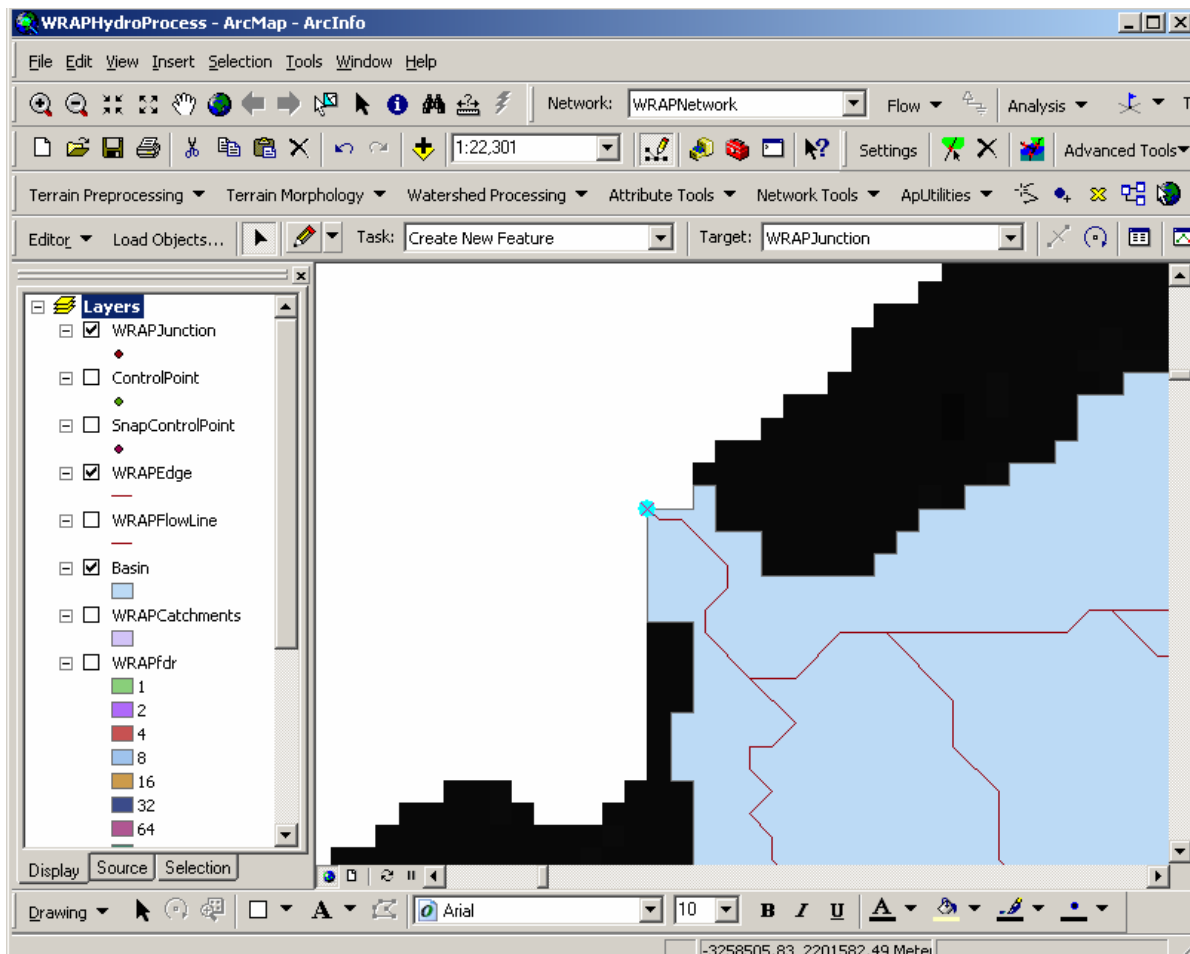 WRAPHydroProcess - ArcMap - ArcInfo
File Edit View Insert Selection Tools Window Help
Network: WRAPNetwork Flow Analysis T
1:22,301 Settings Advanced Tools
Terrain Preprocessing Terrain Morphology Watershed Processing Attribute Tools Network Tools ApUtilities
Editor Load Objects... Task: Create New Feature Target: WRAPJunction
Layers
WRAPJunction
ControlPoint
SnapControlPoint
WRAPEdge
WRAPFlowLine
Basin
WRAPCatchments
WRAPfdr
1
2
4
8
16
32
64
Display Source Selection
Drawing A Arial 10 B I U A
-3258505.83 2201582.49 Meter